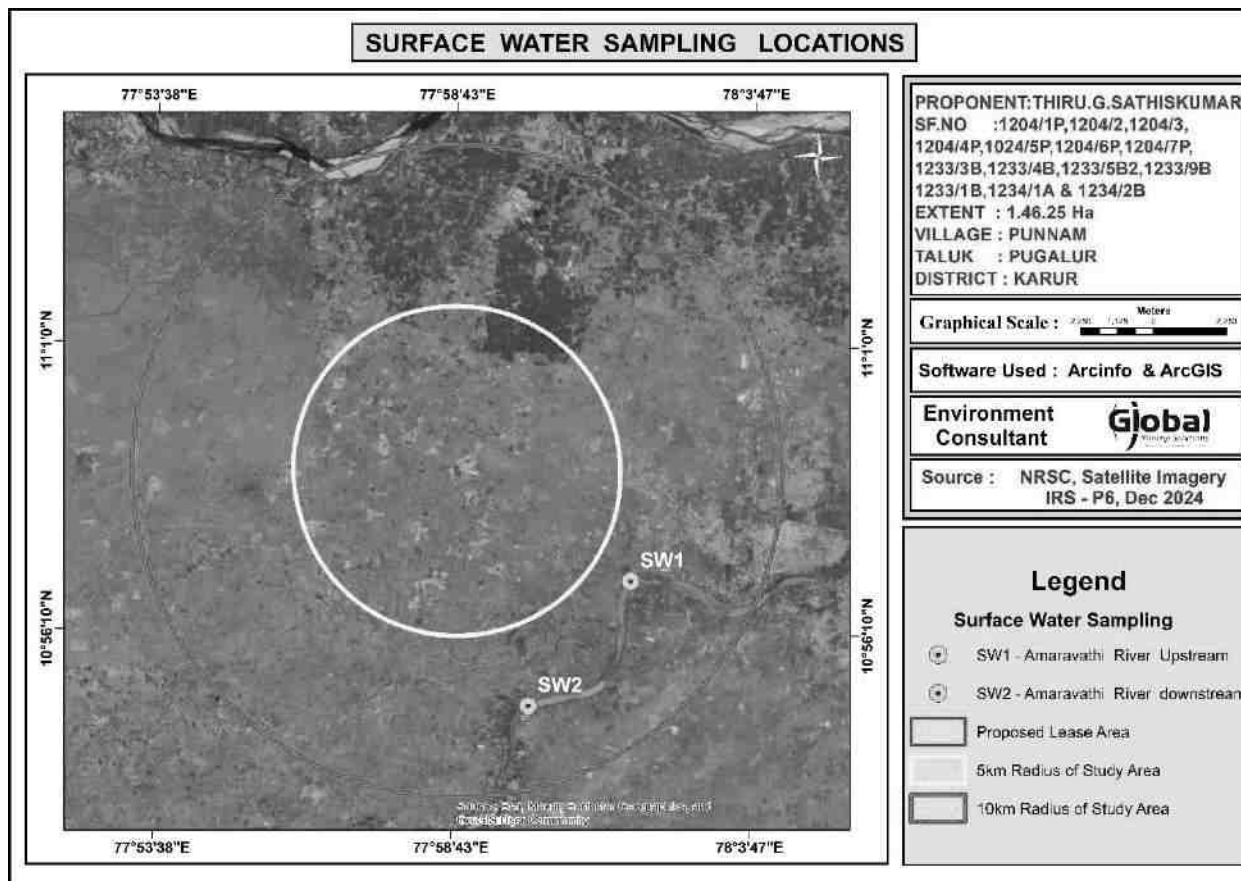 SURFACE WATER SAMPLING LOCATIONS
77°53'38"E 77°58'43"E 78°3'47"E
11°1'0"N
10°56'10"N
11°1'0"N
10°56'10"N
SW1
SW2
77°53'38"E 77°58'43"E 78°3'47"E
PROPONENT:THIRU.G.SATHISKUMAR
SF.NO :1204/1P,1204/2,1204/3,
1204/4P,1024/5P,1204/6P,1204/7P,
1233/3B,1233/4B,1233/5B2,1233/9B
1233/1B,1234/1A & 1234/2B
EXTENT : 1.46.25 Ha
VILLAGE : PUNNAM
TALUK : PUGALUR
DISTRICT : KARUR
Meters
Graphical Scale :
Software Used : Arcinfo & ArcGIS
Environment
Consultant
Global
Source : NRSC, Satellite Imagery
IRS - P6, Dec 2024
Legend
Surface Water Sampling
SW1 - Amaravathi River Upstream
SW2 - Amaravathi River downstream
Proposed Lease Area
5km Radius of Study Area
10km Radius of Study Area